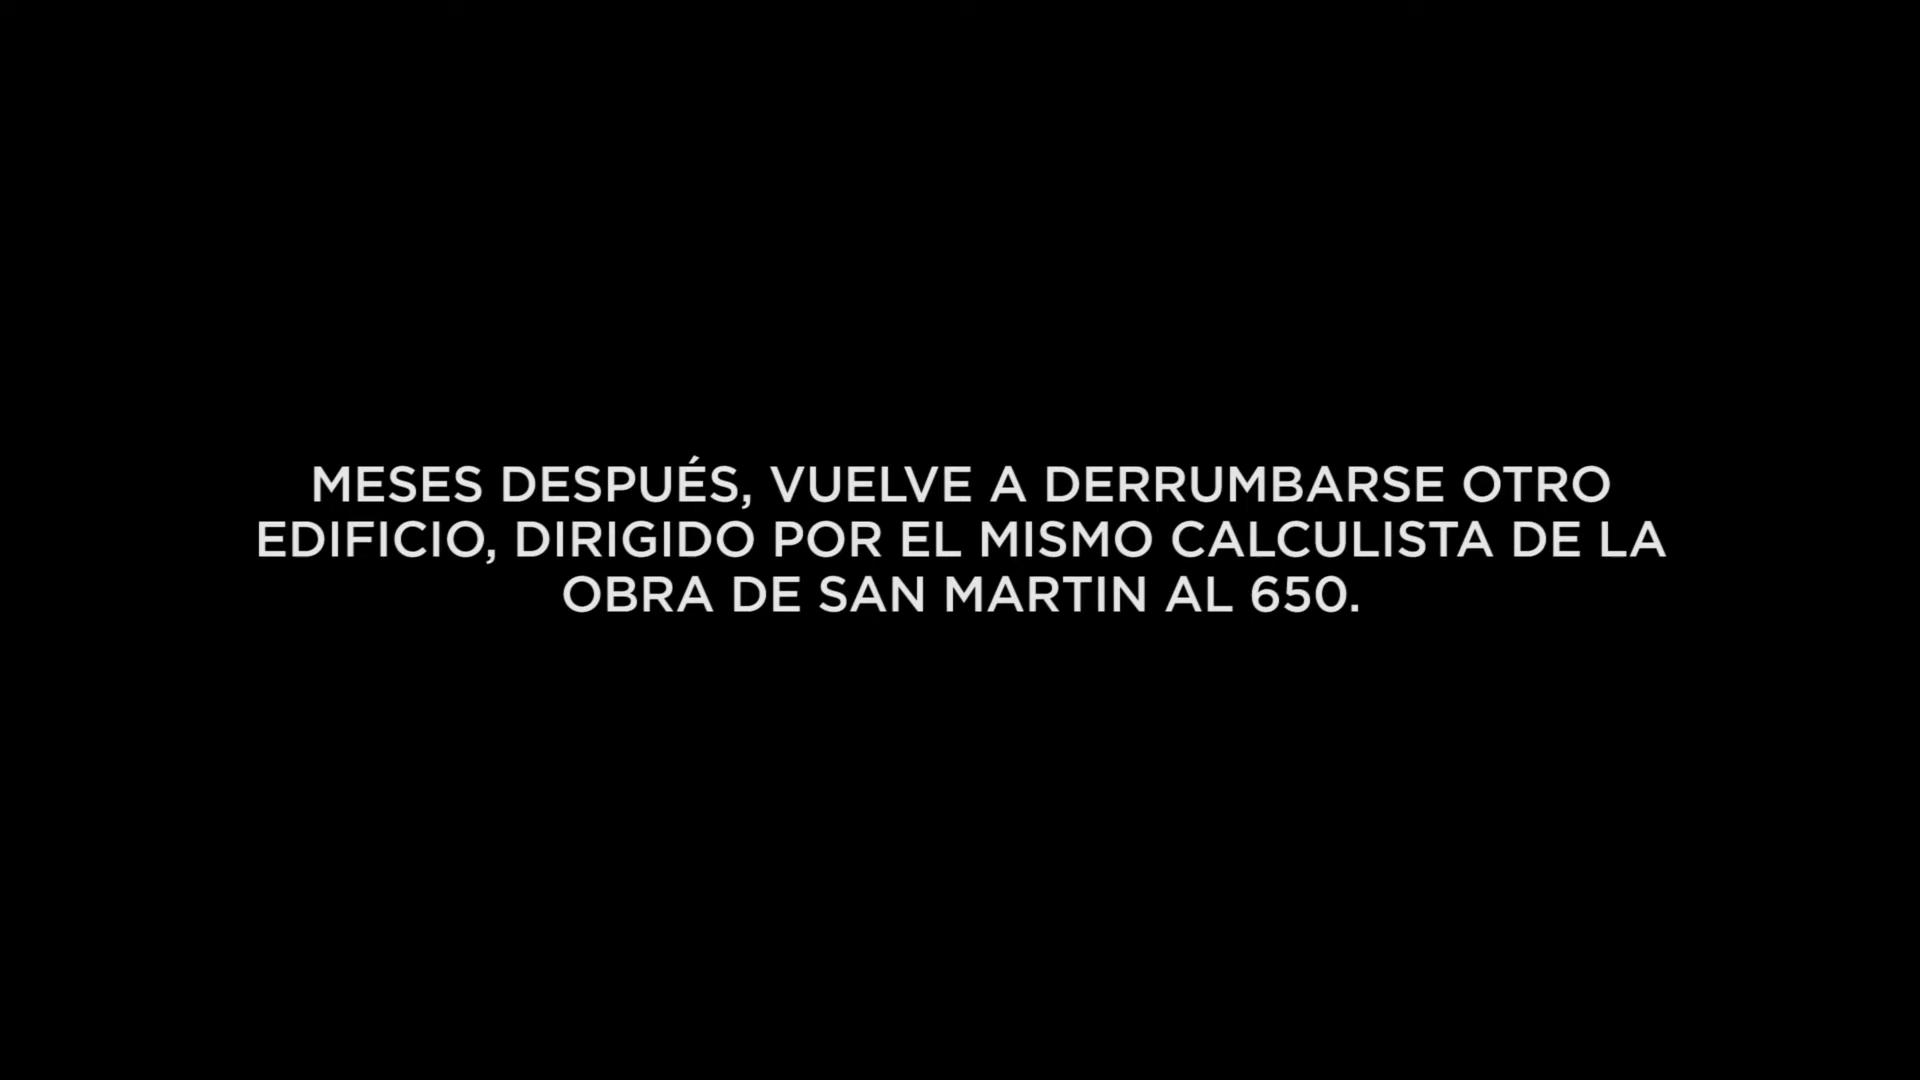 MESES DESPUÉS, VUELVE A DERRUMBARSE OTRO
EDIFICIO, DIRIGIDO POR EL MISMO CALCULISTA DE LA
OBRA DE SAN MARTIN AL 650.